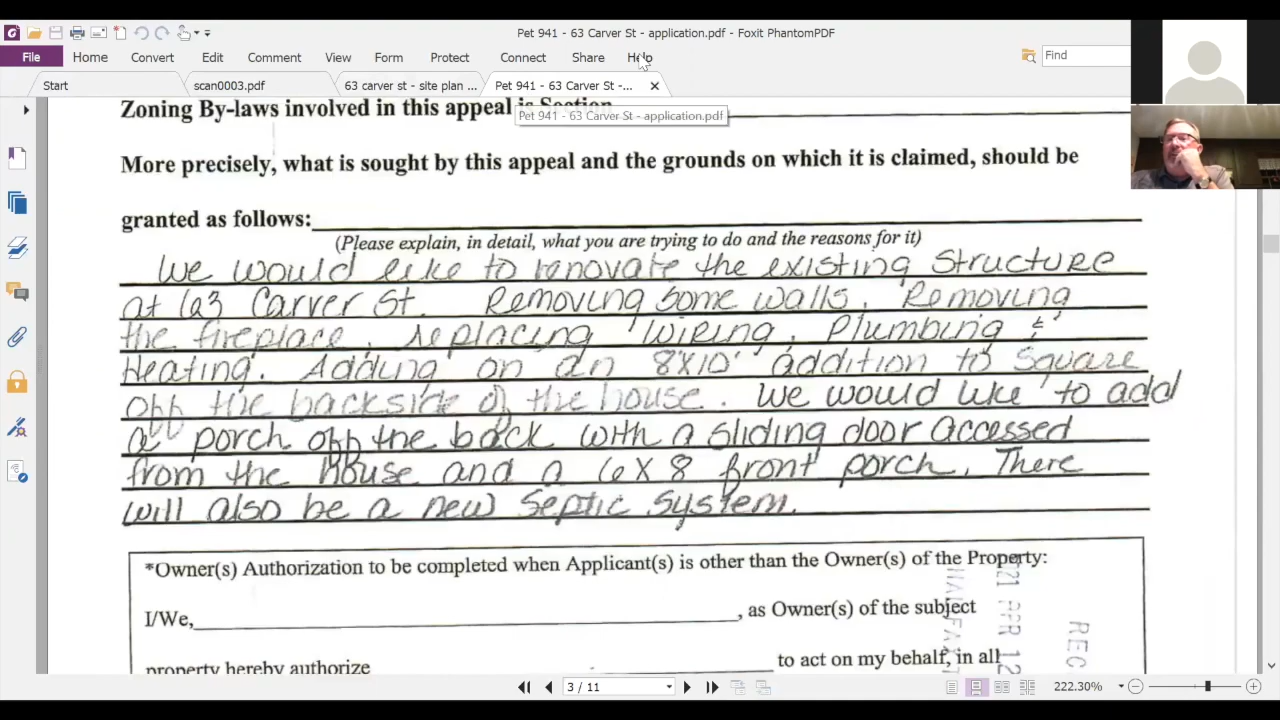 Pet 941 - 63 Carver St - application.pdf - Foxit PhantomPDF
File Home Convert Edit Comment View Form Protect Connect Share Help Find
Start scan0003.pdf 63 carver st - site plan ... Pet 941 - 63 Carver St -...
Zoning By-laws involved in this appeal is Section
Pet 941 - 63 Carver St - application.pdf
More precisely, what is sought by this appeal and the grounds on which it is claimed, should be
granted as follows:
(Please explain, in detail, what you are trying to do and the reasons for it)
We would like to renovate the existing structure
at 63 Carver St. Removing some walls, Removing
the fireplace, replacing wiring, Plumbing &
Heating. Adding on an 8'x10' addition to square
off the backside of the house. We would like to add
a porch off the back with a sliding door accessed
from the house and a 6x8 front porch. There
will also be a new septic system.
*Owner(s) Authorization to be completed when Applicant(s) is other than the Owner(s) of the Property:
I/We, , as Owner(s) of the subject
property hereby authorize to act on my behalf, in all
REC
3 / 11 222.30%